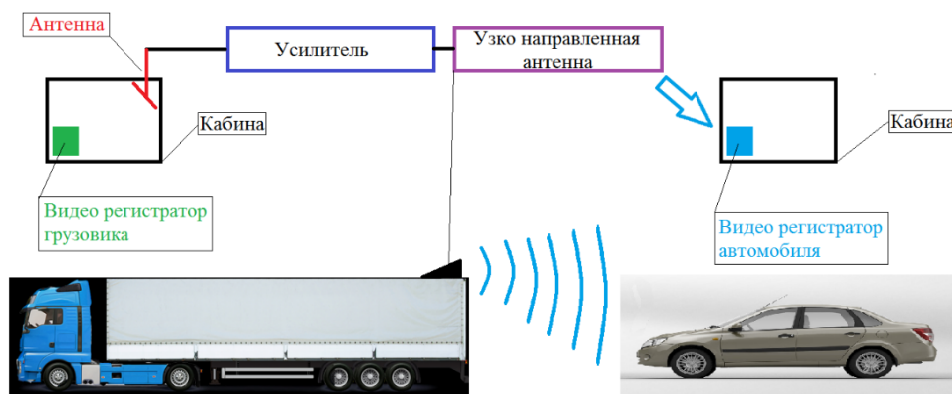 Антенна
Усилитель
Узко направленная
антенна
Кабина
Кабина
Видео регистратор
грузовика
Видео регистратор
автомобиля